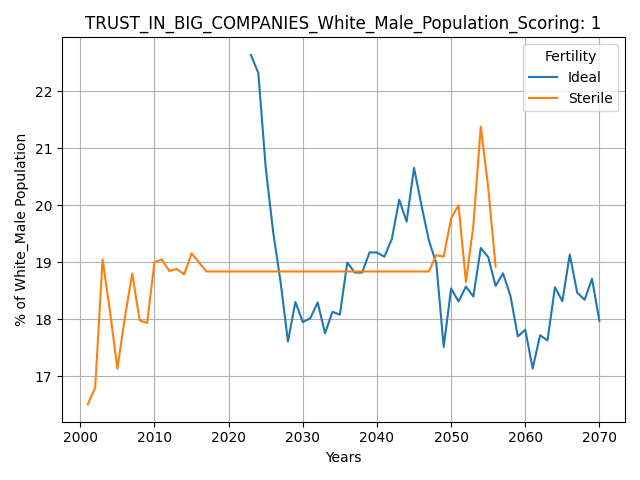 TRUST_IN_BIG_COMPANIES_White_Male_Population_Scoring: 1
Fertility
Ideal
Sterile
22
21
20
19
18
17
% of White_Male Population
2000 2010 2020 2030 2040 2050 2060 2070
Years